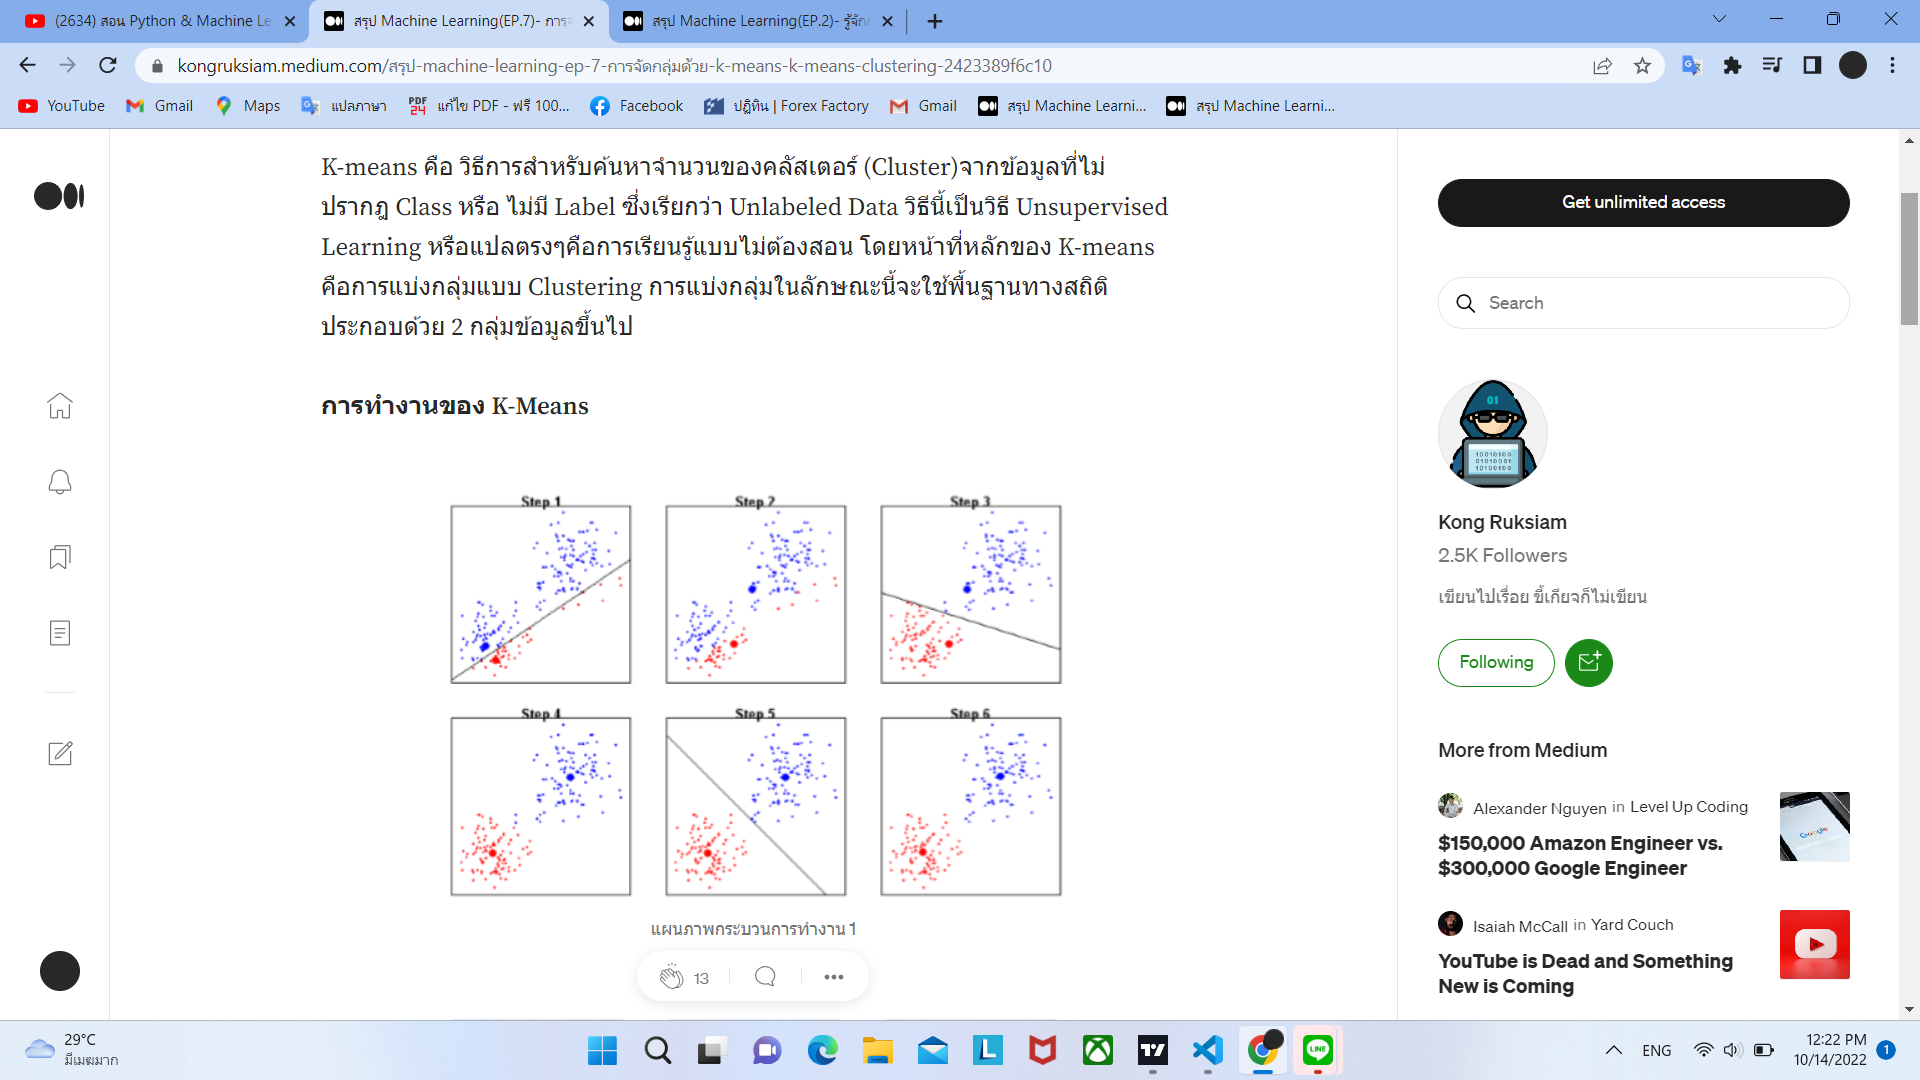 (2634) สอน Python & Machine Le
สรุป Machine Learning(EP.7)- การจ
สรุป Machine Learning(EP.2)- รู้จัก
kongruksiam.medium.com/สรุป-machine-learning-ep-7-การจัดกลุ่มด้วย-k-means-k-means-clustering-2423389f6c10
YouTube
Gmail
Maps
แปลภาษา
แก้ไข PDF - ฟรี 100...
Facebook
ปฏิทิน | Forex Factory
Gmail
สรุป Machine Learni...
สรุป Machine Learni...
K-means คือ วิธีการสำหรับค้นหาจำนวนของคลัสเตอร์ (Cluster)จากข้อมูลที่ไม่
ปรากฎ Class หรือ ไม่มี Label ซึ่งเรียกว่า Unlabeled Data วิธีนี้เป็นวิธี Unsupervised
Learning หรือแปลตรงๆคือการเรียนรู้แบบไม่ต้องสอน โดยหน้าที่หลักของ K-means
คือการแบ่งกลุ่มแบบ Clustering การแบ่งกลุ่มในลักษณะนี้จะใช้พื้นฐานทางสถิติ
ประกอบด้วย 2 กลุ่มข้อมูลขึ้นไป
การทำงานของ K-Means
Step 1
Step 2
Step 3
Step 4
Step 5
Step 6
แผนภาพกระบวนการทำงาน 1
13
Get unlimited access
Search
01
10010100
01010001
10100100
Kong Ruksiam
2.5K Followers
เขียนไปเรื่อย ขี้เกียจก็ไม่เขียน
Following
More from Medium
Alexander Nguyen in Level Up Coding
$150,000 Amazon Engineer vs.
$300,000 Google Engineer
Google
Isaiah McCall in Yard Couch
YouTube is Dead and Something
New is Coming
29°C
มีเมฆมาก
LINE
ENG
12:22 PM
10/14/2022
1